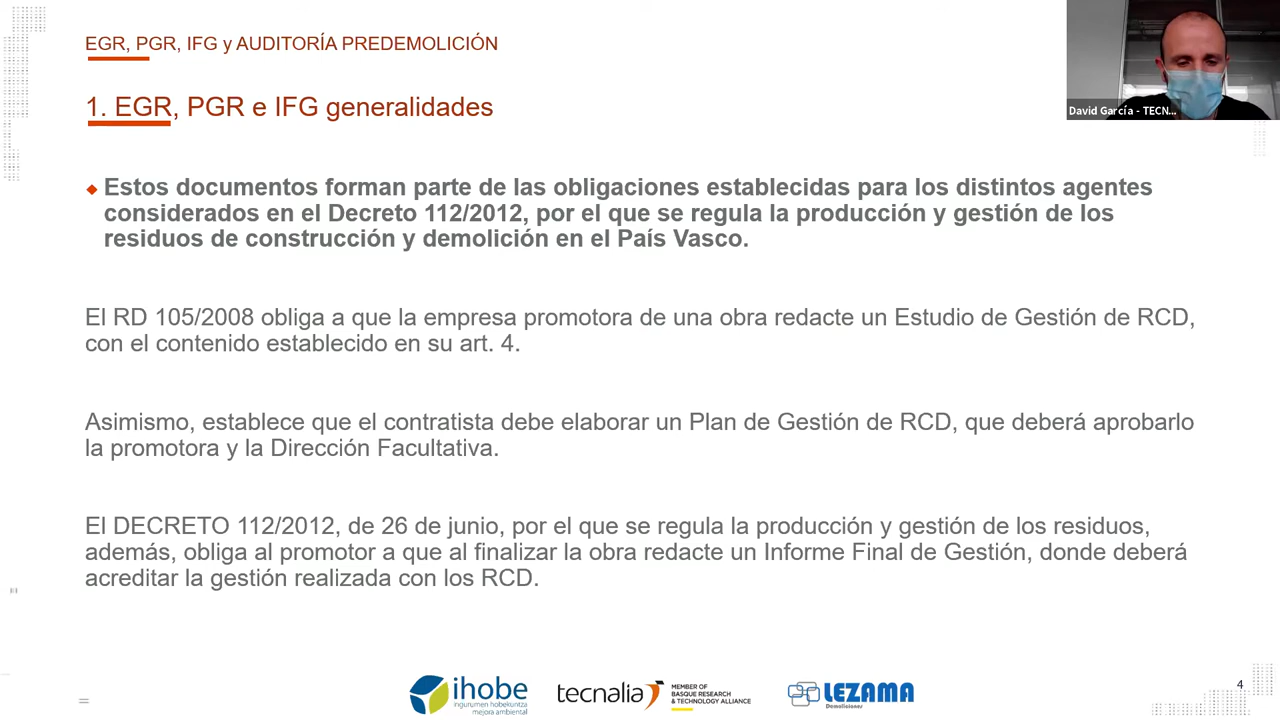 EGR, PGR, IFG y AUDITORÍA PREDEMOLICIÓN
David García - TECN...
1. EGR, PGR e IFG generalidades
Estos documentos forman parte de las obligaciones establecidas para los distintos agentes
considerados en el Decreto 112/2012, por el que se regula la producción y gestión de los
residuos de construcción y demolición en el País Vasco.
El RD 105/2008 obliga a que la empresa promotora de una obra redacte un Estudio de Gestión de RCD,
con el contenido establecido en su art. 4.
Asimismo, establece que el contratista debe elaborar un Plan de Gestión de RCD, que deberá aprobarlo
la promotora y la Dirección Facultativa.
El DECRETO 112/2012, de 26 de junio, por el que se regula la producción y gestión de los residuos,
además, obliga al promotor a que al finalizar la obra redacte un Informe Final de Gestión, donde deberá
acreditar la gestión realizada con los RCD.
ihobe
ingurumen hobekuntza
mejora ambiental
tecnalia
MEMBER OF
BASQUE RESEARCH
& TECHNOLOGY ALLIANCE
LEZAMA
Demoliciones
4